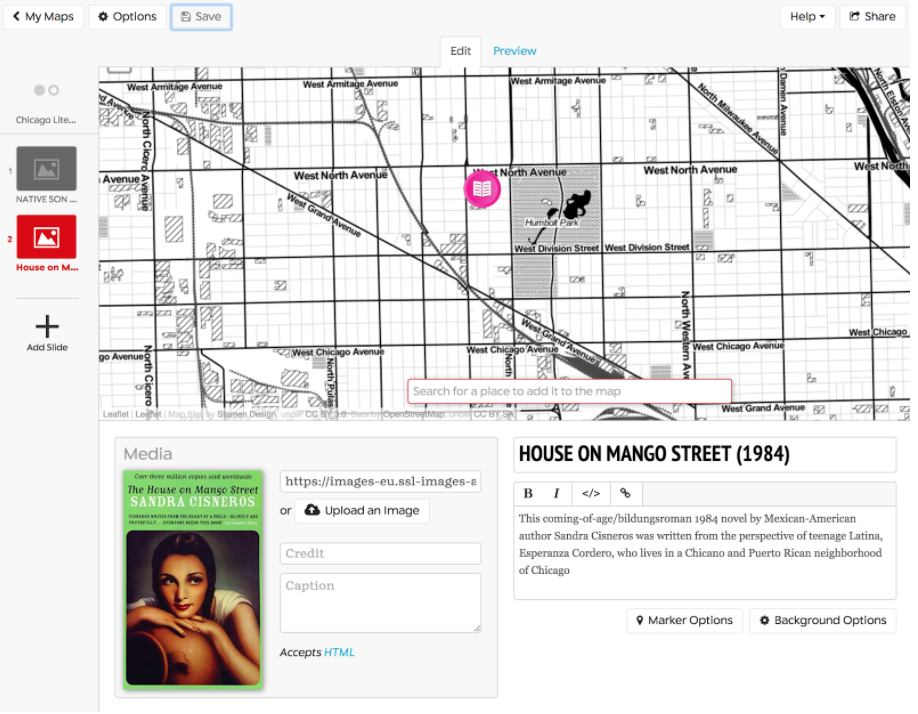 My Maps
Options
Save
Help
Share
Edit
Preview
Chicago Lite...
1
NATIVE SON ...
2
House on M...
Add Slide
West Armitage Avenue
West Armitage Avenue
West Armitage Avenue
North Cicero Avenue
North Milwaukee Avenue
N Damen Avenue
North Elston Ave
Avenue
West North Avenue
West North Avenue
West North Avenue
West North
West Grand Avenue
Humbolt Park
West Division Street
West Division Street
West Grand Avenue
North Western Av
West Chicago
go Avenue
West Chicago Avenue
West Chicago Avenue
West Chicago Avenue
North Cicero
North Pulas
North
West Grand Avenue
Search for a place to add it to the map
Leaflet | Leaflet | Map tiles by Stamen Design, under CC BY 3.0. Data by OpenStreetMap. Under CC BY SA
Media
Over three million copies sold worldwide
The House on Mango Street
SANDRA CISNEROS
https://images-eu.ssl-images-a
or Upload an Image
Credit
Caption
Accepts HTML
HOUSE ON MANGO STREET (1984)
B I </>
This coming-of-age/bildungsroman 1984 novel by Mexican-American
author Sandra Cisneros was written from the perspective of teenage Latina,
Esperanza Cordero, who lives in a Chicano and Puerto Rican neighborhood
of Chicago
Marker Options
Background Options